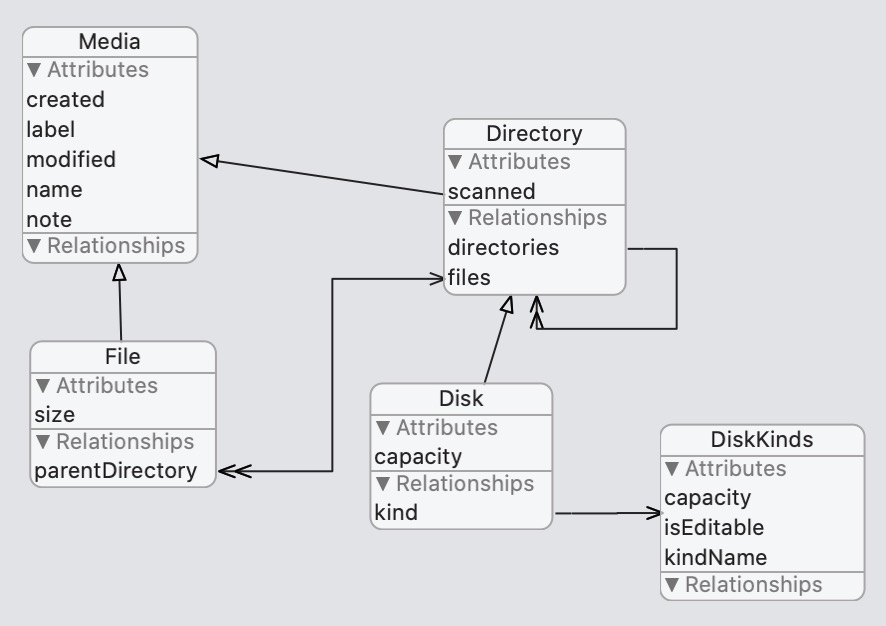 Media
▼ Attributes
created
label
modified
name
note
▼ Relationships
Directory
▼ Attributes
scanned
▼ Relationships
directories
files
File
▼ Attributes
size
▼ Relationships
parentDirectory
Disk
▼ Attributes
capacity
▼ Relationships
kind
DiskKinds
▼ Attributes
capacity
isEditable
kindName
▼ Relationships